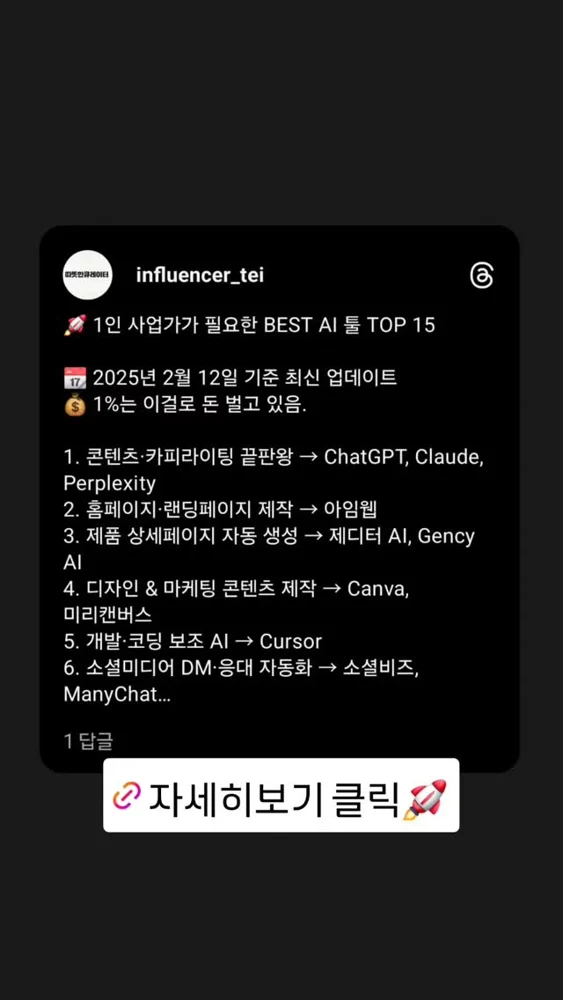 따뜻한큐레이터
influencer_tei
🚀 1인 사업가가 필요한 BEST AI 툴 TOP 15
📅 2025년 2월 12일 기준 최신 업데이트
💰 1%는 이걸로 돈 벌고 있음.
1. 콘텐츠·카피라이팅 끝판왕 → ChatGPT, Claude,
Perplexity
2. 홈페이지·랜딩페이지 제작 → 아임웹
3. 제품 상세페이지 자동 생성 → 제디터 AI, Gency
AI
4. 디자인 & 마케팅 콘텐츠 제작 → Canva,
미리캔버스
5. 개발·코딩 보조 AI → Cursor
6. 소셜미디어 DM·응대 자동화 → 소셜비즈,
ManyChat...
1 답글
자세히보기 클릭🚀